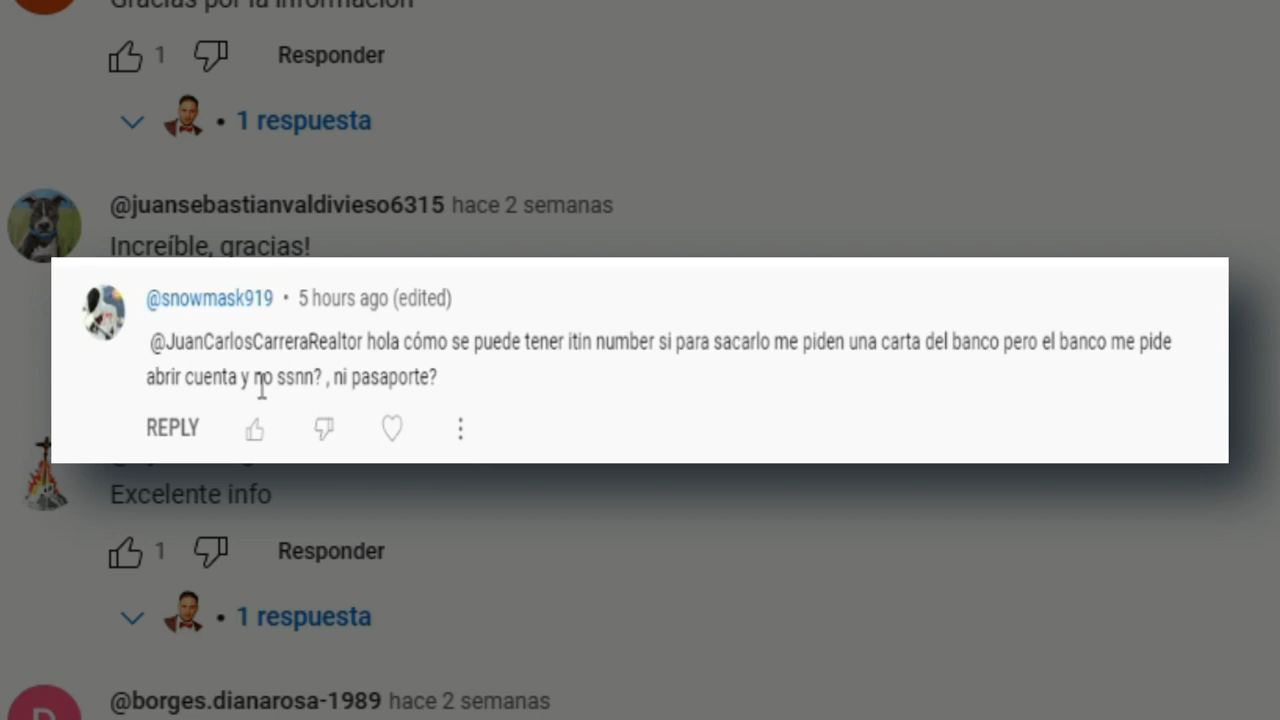 Gracias por la información
1 Responder
• 1 respuesta
@juansebastianvaldivieso6315 hace 2 semanas
Increíble, gracias!
@snowmask919 • 5 hours ago (edited)
@JuanCarlosCarreraRealtor hola cómo se puede tener itin number si para sacarlo me piden una carta del banco pero el banco me pide
abrir cuenta y no ssnn? , ni pasaporte?
REPLY
Excelente info
1 Responder
• 1 respuesta
@borges.dianarosa-1989 hace 2 semanas
D